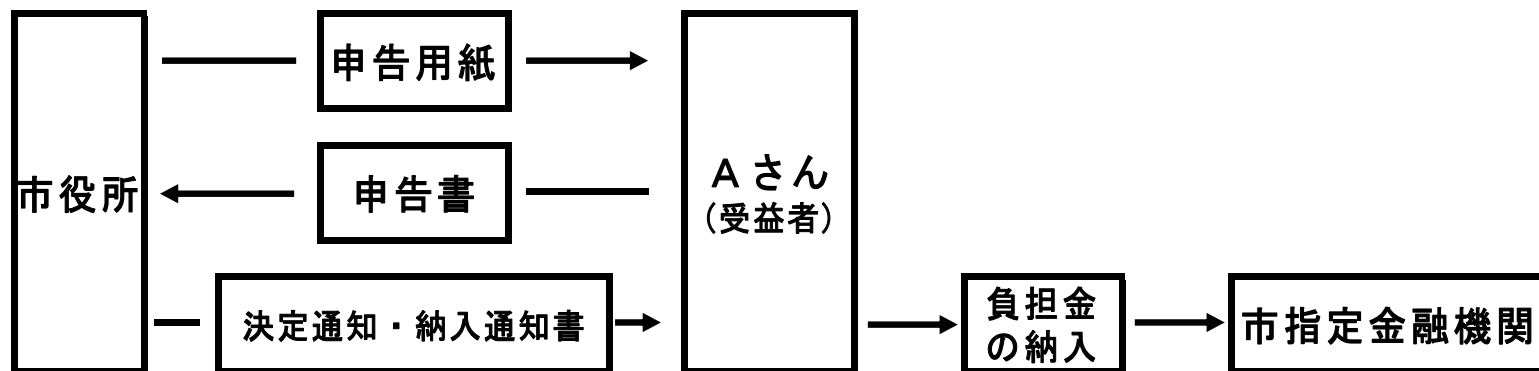 市役所
申告用紙
申告書
決定通知・納入通知書
Aさん
(受益者)
負担金
の納入
市指定金融機関